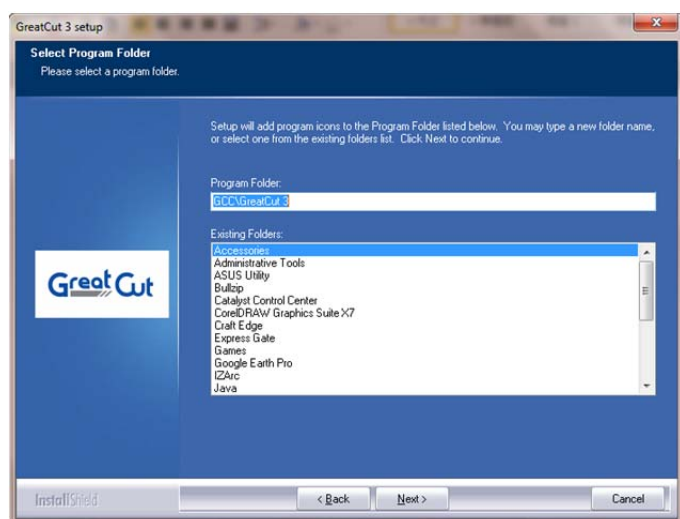 GreatCut 3 setup
Select Program Folder
Please select a program folder.
Setup will add program icons to the Program Folder listed below. You may type a new folder name,
or select one from the existing folders list. Click Next to continue.
Program Folder:
GCC\GreatCut 3
Existing Folders:
Accessories
Administrative Tools
ASUS Utility
Bullzip
Catalyst Control Center
CorelDRAW Graphics Suite X7
Craft Edge
Express Gate
Games
Google Earth Pro
IZArc
Java
Great Cut
InstallShield
< Back
Next >
Cancel